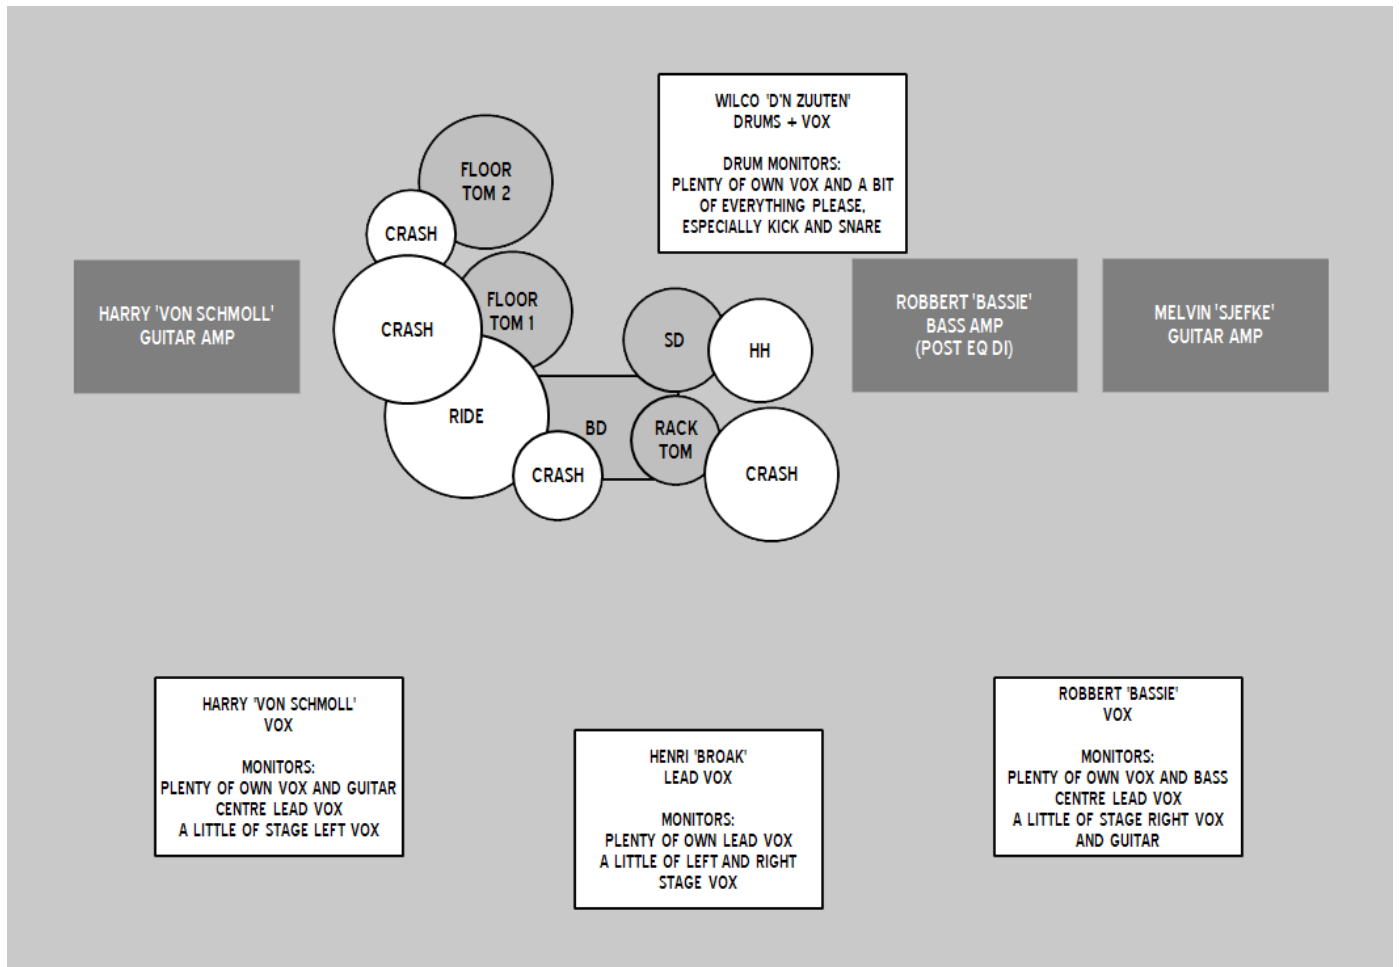 WILCO 'D'N ZUUTEN'
DRUMS + VOX
DRUM MONITORS:
PLENTY OF OWN VOX AND A BIT
OF EVERYTHING PLEASE,
ESPECIALLY KICK AND SNARE
FLOOR
TOM 2
CRASH
HARRY 'VON SCHMOLL'
GUITAR AMP
CRASH
FLOOR
TOM 1
SD
HH
ROBBERT 'BASSIE'
BASS AMP
(POST EQ DI)
MELVIN 'SJEFKE'
GUITAR AMP
RIDE
BD
RACK
TOM
CRASH
CRASH
HARRY 'VON SCHMOLL'
VOX
MONITORS:
PLENTY OF OWN VOX AND GUITAR
CENTRE LEAD VOX
A LITTLE OF STAGE LEFT VOX
HENRI 'BROAK'
LEAD VOX
MONITORS:
PLENTY OF OWN LEAD VOX
A LITTLE OF LEFT AND RIGHT
STAGE VOX
ROBBERT 'BASSIE'
VOX
MONITORS:
PLENTY OF OWN VOX AND BASS
CENTRE LEAD VOX
A LITTLE OF STAGE RIGHT VOX
AND GUITAR